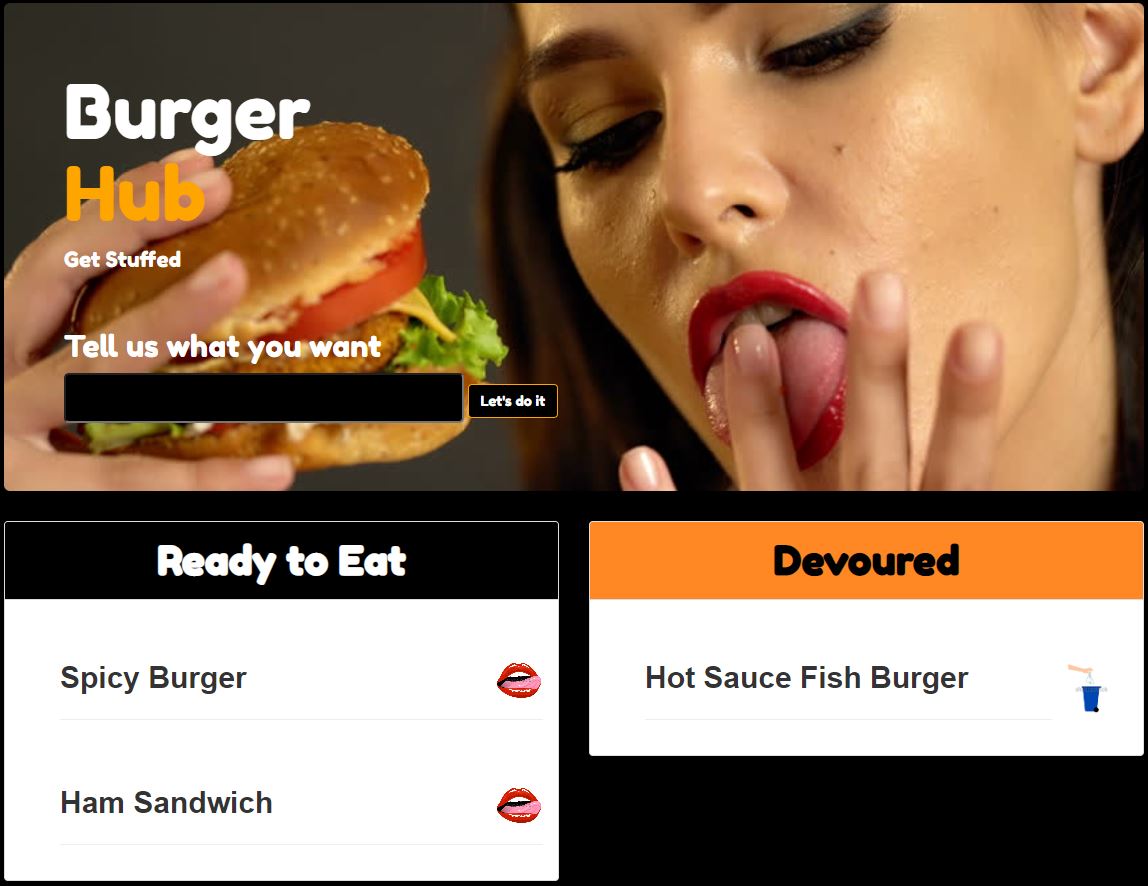 Burger
Hub
Get Stuffed
Tell us what you want
Let's do it
Ready to Eat
Devoured
Spicy Burger
Hot Sauce Fish Burger
Ham Sandwich